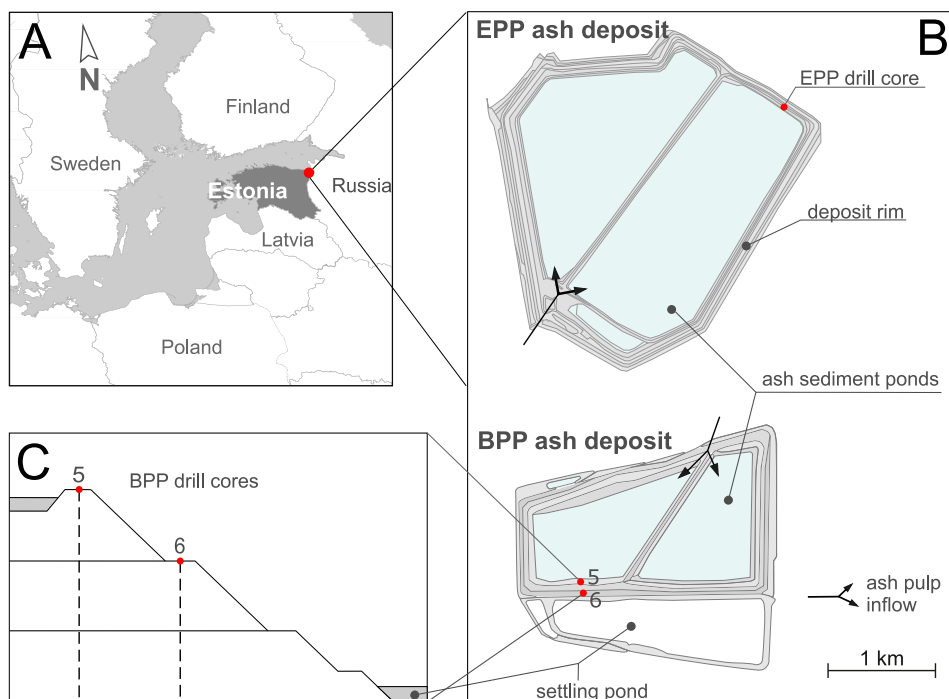 A
N
Finland
Sweden
Estonia
Russia
Latvia
Poland
EPP ash deposit
B
EPP drill core
deposit rim
ash sediment ponds
BPP ash deposit
5
6
ash pulp
inflow
1 km
settling pond
C
5
BPP drill cores
6